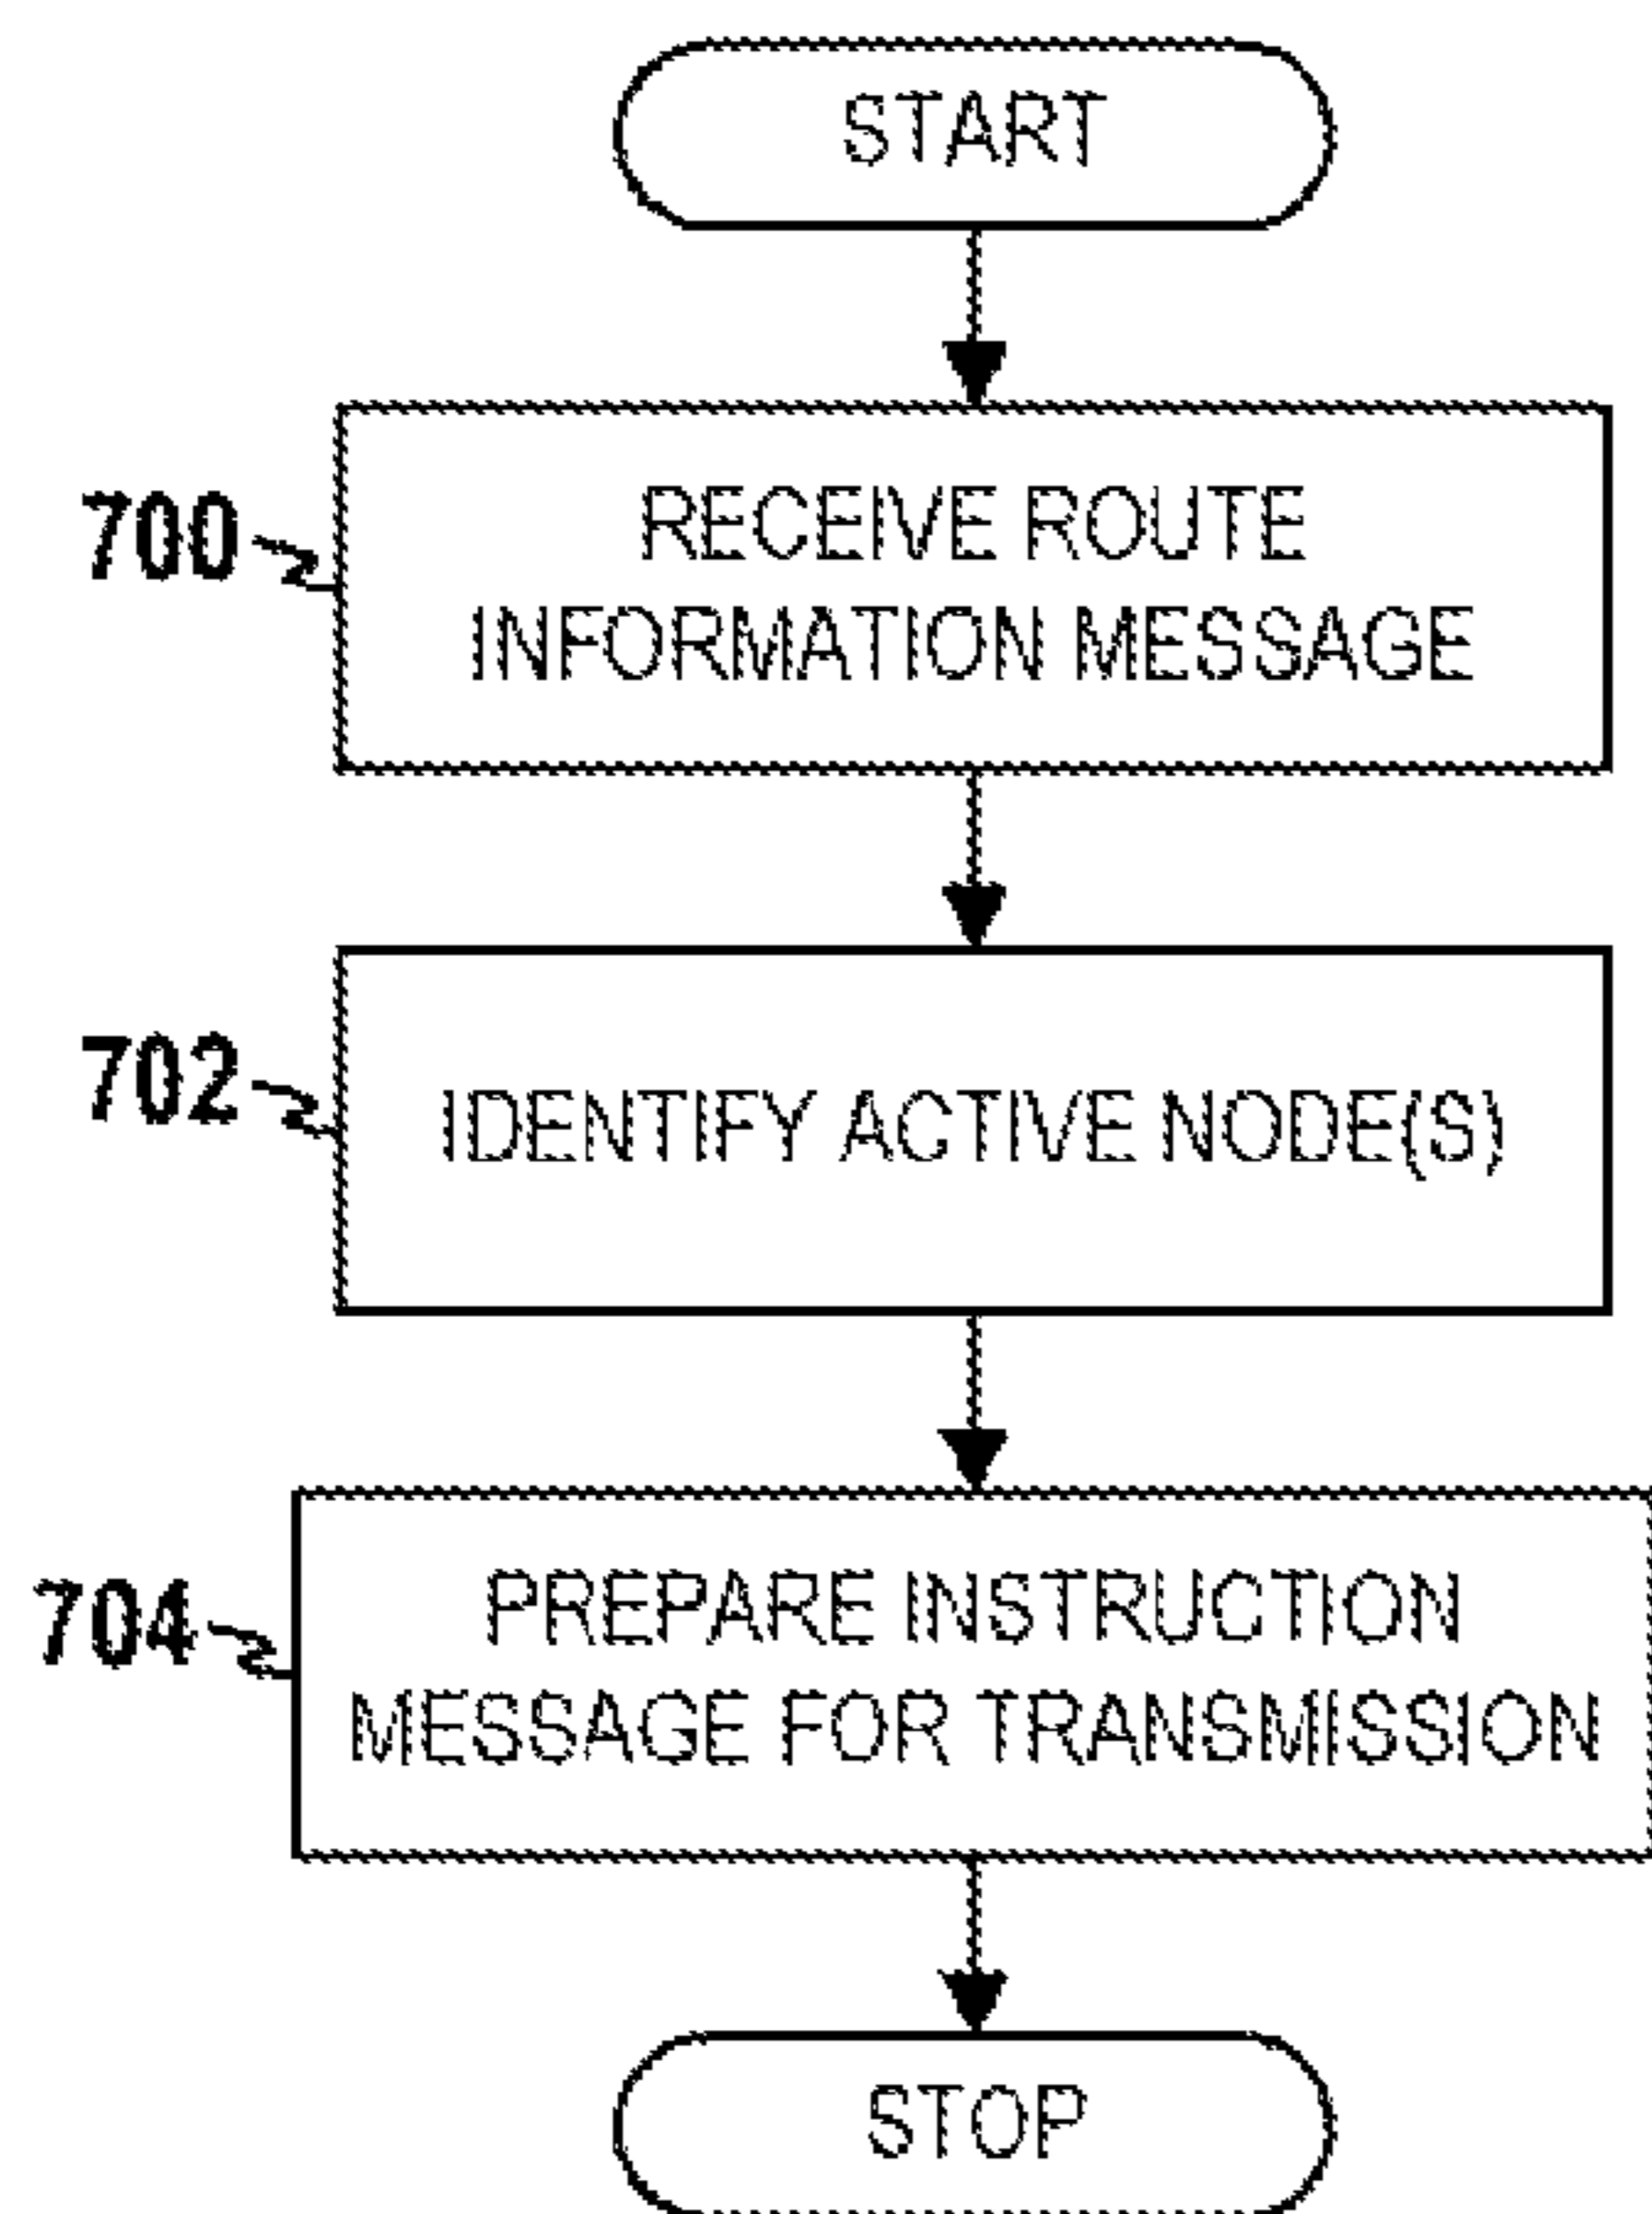 START
700
RECEIVE ROUTE
INFORMATION MESSAGE
702
IDENTIFY ACTIVE NODE(S)
704
PREPARE INSTRUCTION
MESSAGE FOR TRANSMISSION
STOP